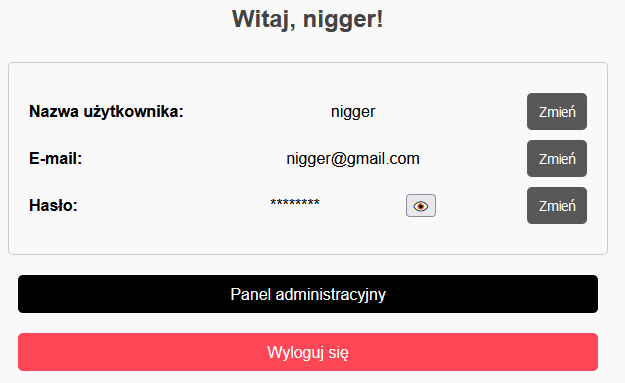 Witaj, nigger!
Nazwa użytkownika: nigger Zmień
E-mail: nigger@gmail.com Zmień
Hasło: ******** Zmień
Panel administracyjny
Wyloguj się